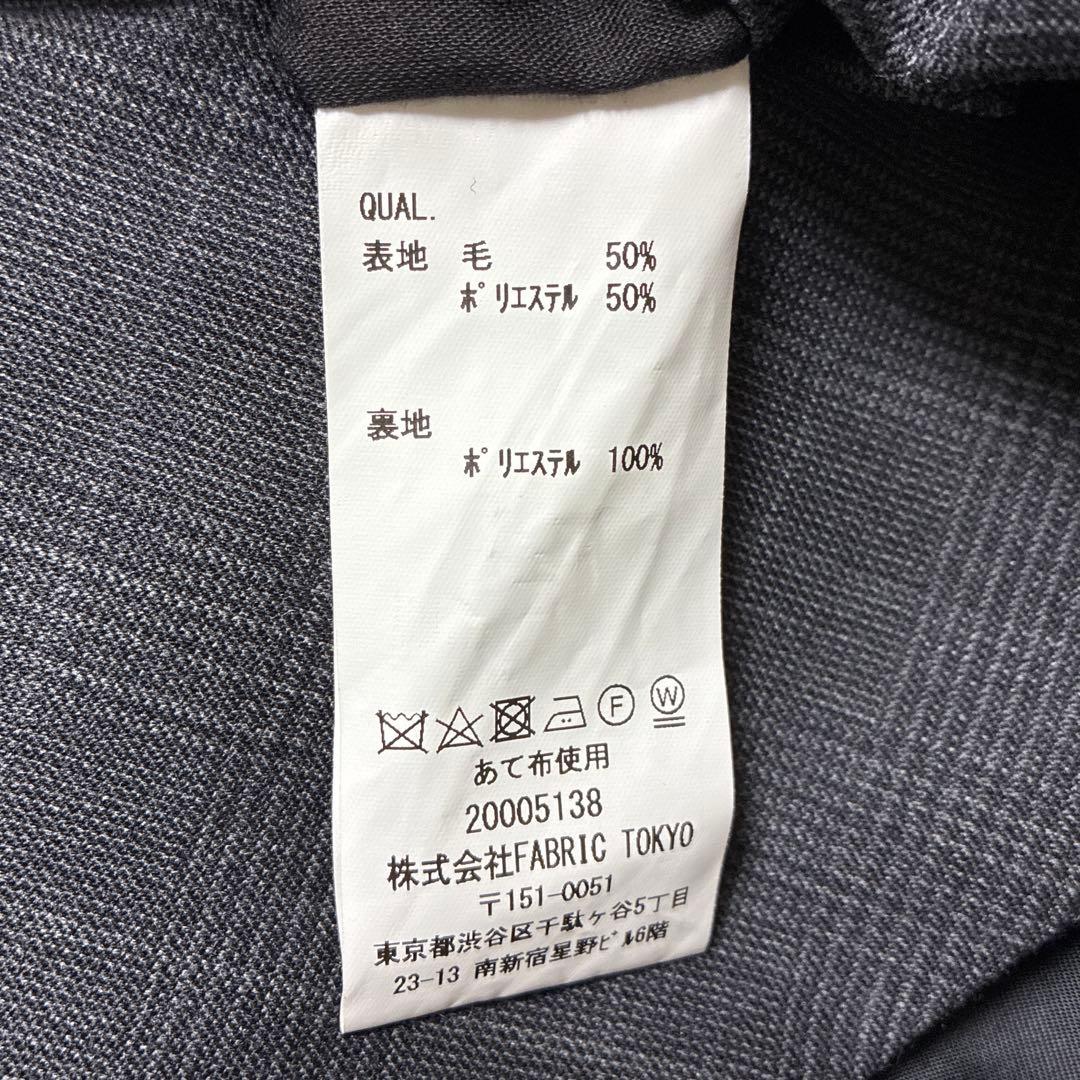 QUAL.
表地 毛 50%
ﾎﾟﾘｴｽﾃﾙ 50%
裏地
ﾎﾟﾘｴｽﾃﾙ 100%
F W
あて布使用
20005138
株式会社FABRIC TOKYO
〒151-0051
東京都渋谷区千駄ヶ谷5丁目
23-13 南新宿星野ﾋﾞﾙ6階